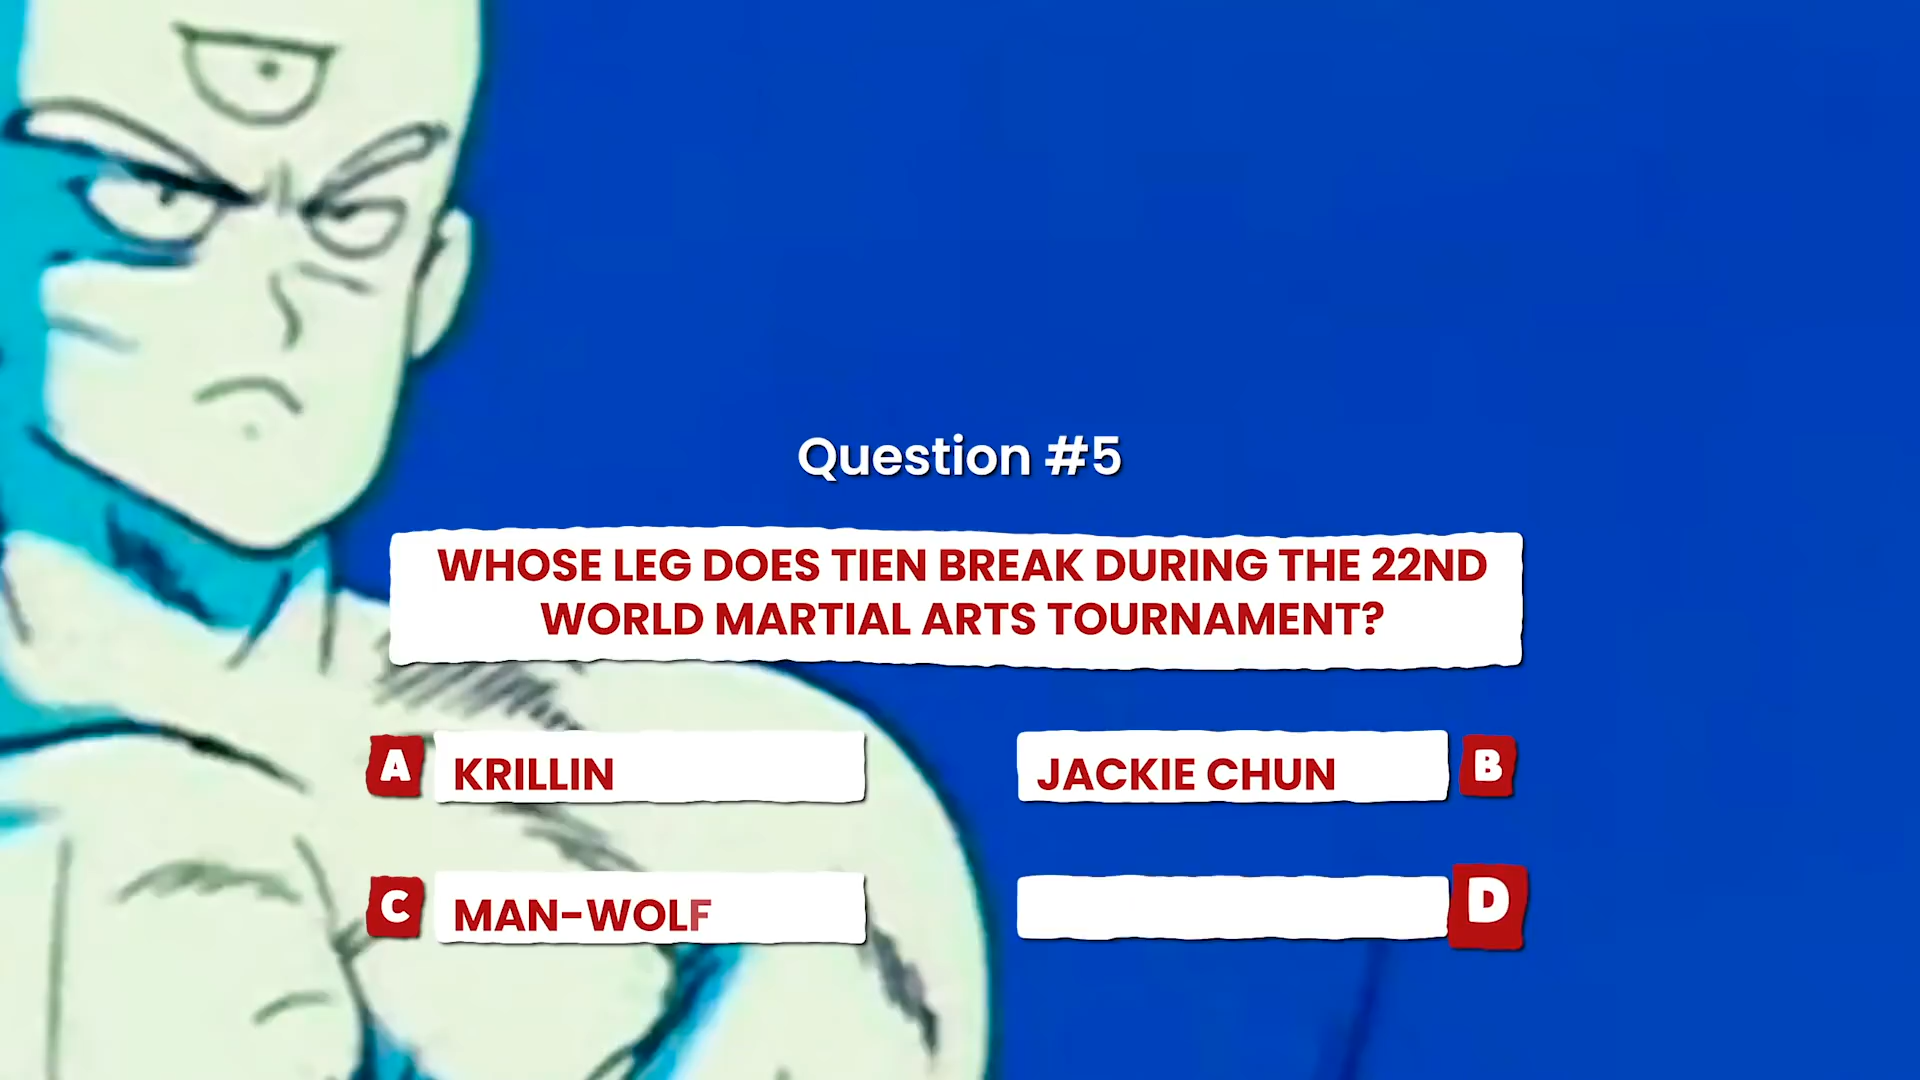 Question #5
WHOSE LEG DOES TIEN BREAK DURING THE 22ND
WORLD MARTIAL ARTS TOURNAMENT?
A KRILLIN
JACKIE CHUN B
C MAN-WOLF
D